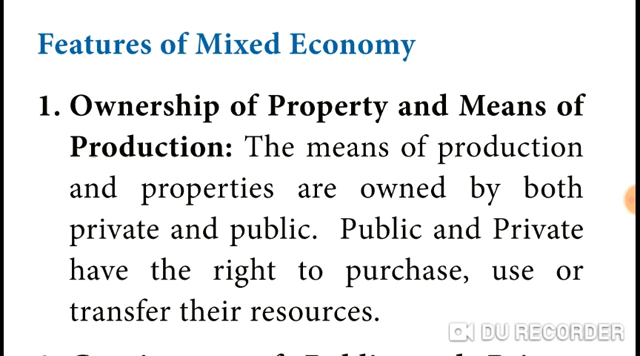 Features of Mixed Economy
1. Ownership of Property and Means of
Production: The means of production
and properties are owned by both
private and public. Public and Private
have the right to purchase, use or
transfer their resources.
DU RECORDER